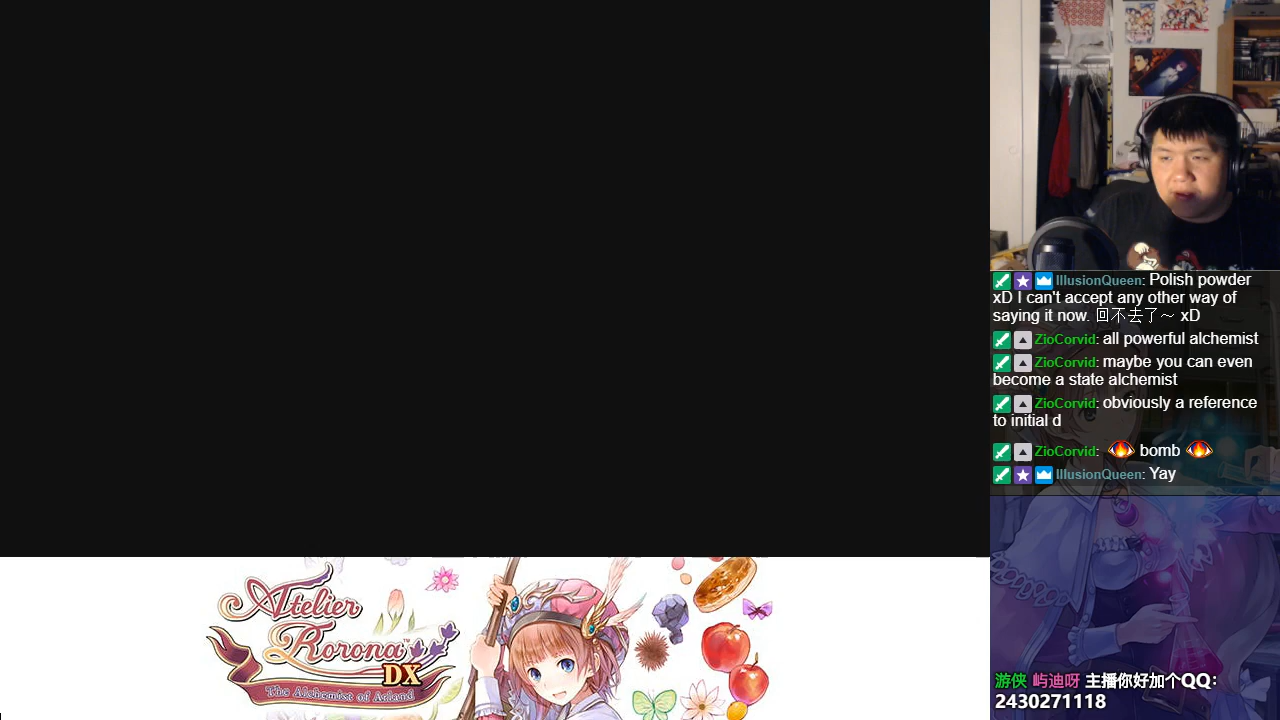 IllusionQueen: Polish powder
xD I can't accept any other way of
saying it now. 回不去了～ xD
ZioCorvid: all powerful alchemist
ZioCorvid: maybe you can even
become a state alchemist
ZioCorvid: obviously a reference
to initial d
ZioCorvid: bomb
IllusionQueen: Yay
Atelier
Rorona™
DX
The Alchemist of Arland
游侠 屿迪呀 主播你好加个QQ:
2430271118